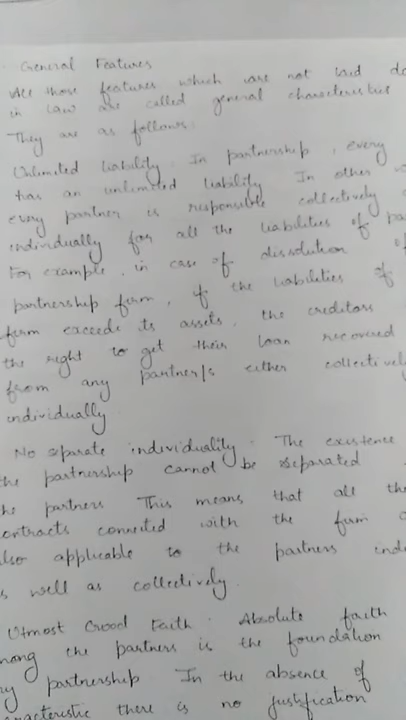 General Features
All those features which are not laid
in law are called general characteristics
They are as follows.
Unlimited liability. In partnership, every
has an unlimited liability In other
every partner is responsible collectively
individually for all the liabilities of
For example, in case of dissolution of
partnership firm, if the liabilities of
firm exceeds its assets, the creditors
the right to get their loan recovered
from any partner/s either collectively
individually
No separate individuality. The existence
the partnership cannot be separated
the partners This means that all the
contracts connected with the firm
also applicable to the partners
as well as collectively.
Utmost Good Faith. Absolute faith
the partners is the foundation
partnership. In the absence of
there is no justification